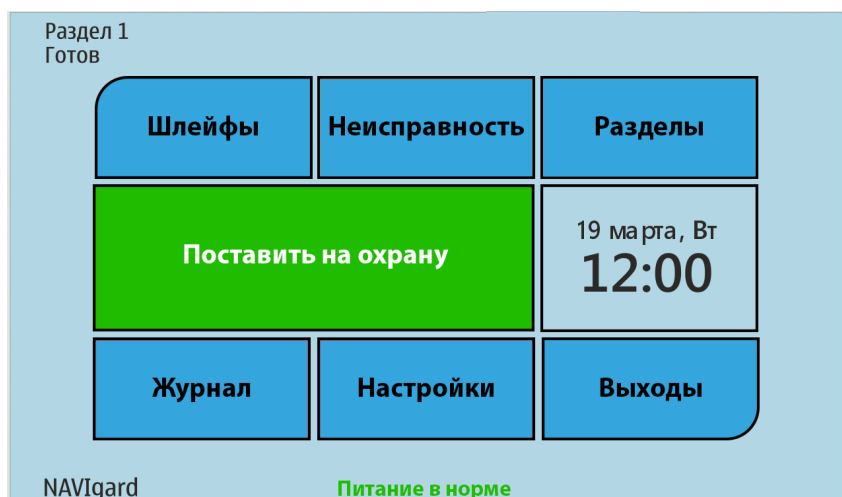 Раздел 1
Готов
Шлейфы
Неисправность
Разделы
Поставить на охрану
19 марта, Вт
12:00
Журнал
Настройки
Выходы
NAVIgard
Питание в норме